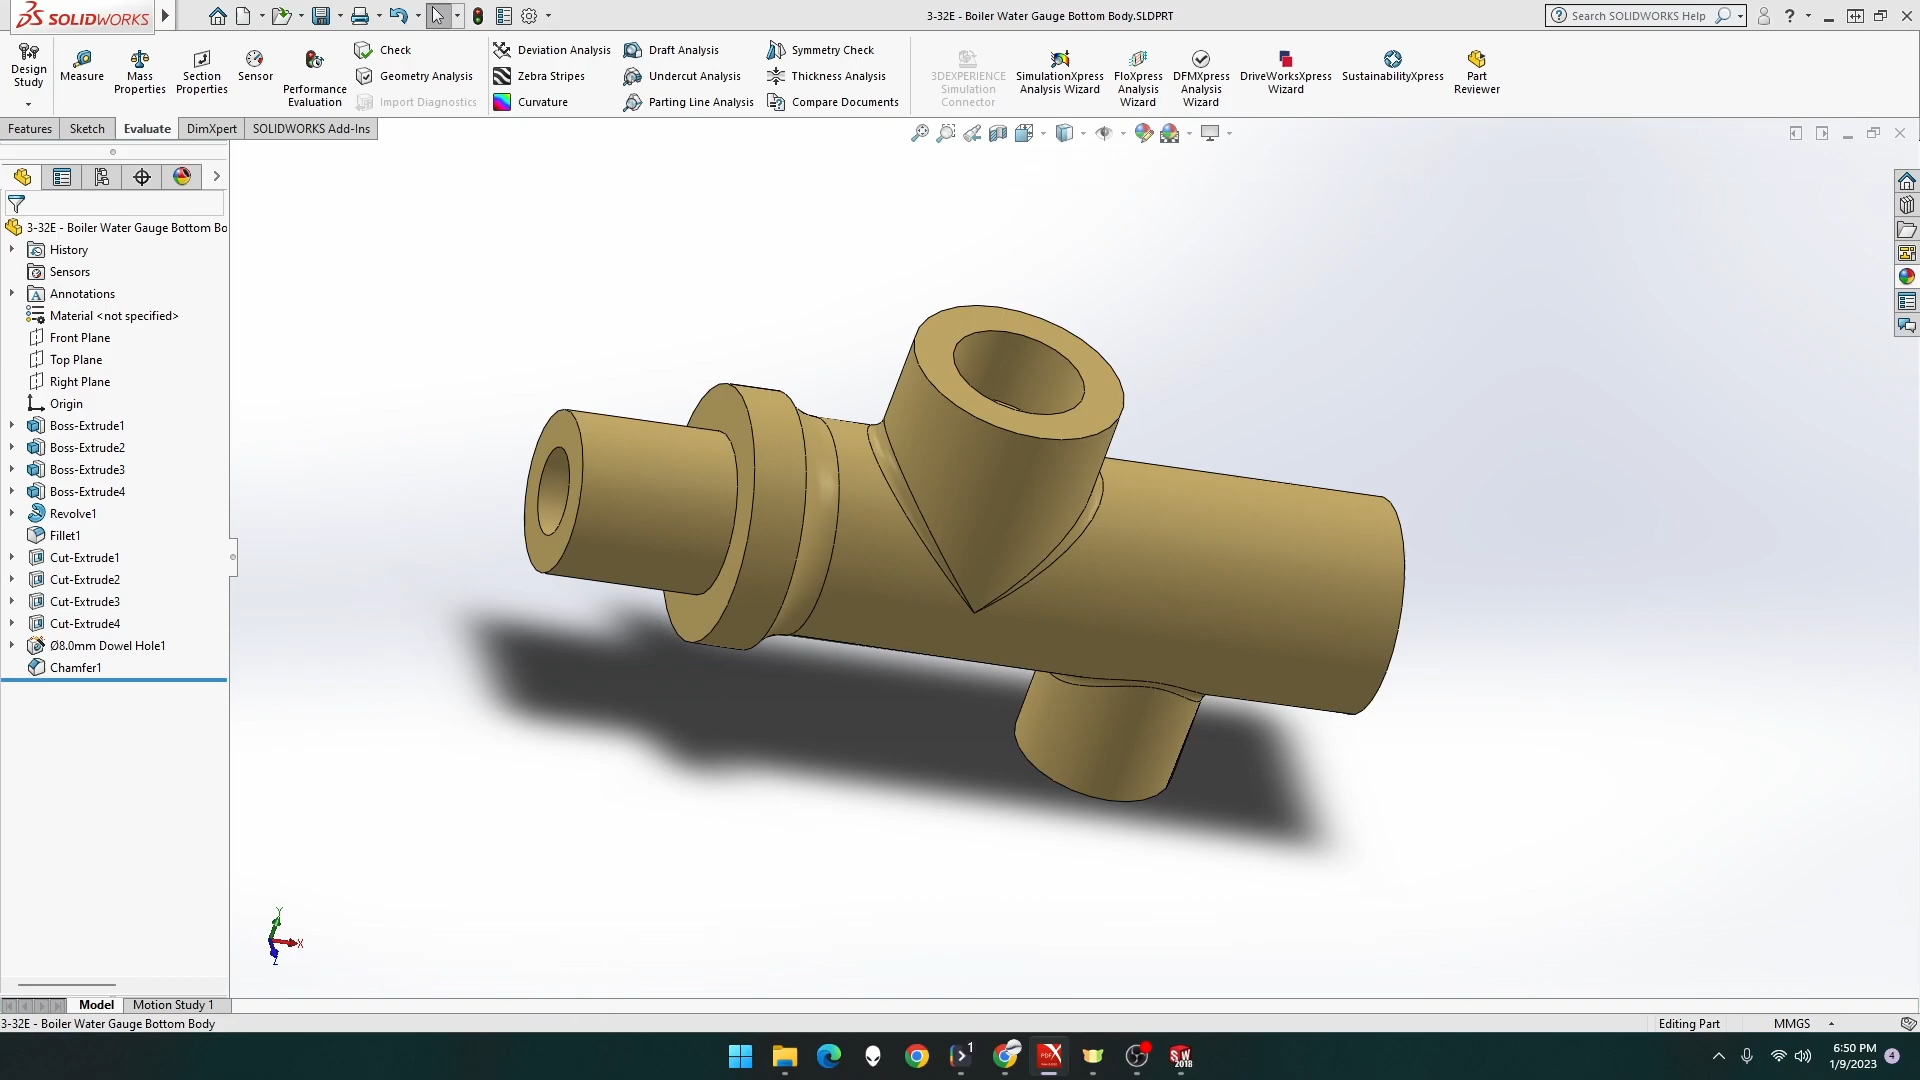 SOLIDWORKS
3-32E - Boiler Water Gauge Bottom Body.SLDPRT
Search SOLIDWORKS Help
Design Study
Measure
Mass Properties
Section Properties
Sensor
Performance Evaluation
Check
Geometry Analysis
Import Diagnostics
Deviation Analysis
Zebra Stripes
Curvature
Draft Analysis
Undercut Analysis
Parting Line Analysis
Symmetry Check
Thickness Analysis
Compare Documents
3DEXPERIENCE Simulation Connector
SimulationXpress Analysis Wizard
FloXpress Analysis Wizard
DFMXpress Analysis Wizard
DriveWorksXpress Wizard
SustainabilityXpress
Part Reviewer
Features
Sketch
Evaluate
DimXpert
SOLIDWORKS Add-Ins
3-32E - Boiler Water Gauge Bottom Bo
History
Sensors
Annotations
Material <not specified>
Front Plane
Top Plane
Right Plane
Origin
Boss-Extrude1
Boss-Extrude2
Boss-Extrude3
Boss-Extrude4
Revolve1
Fillet1
Cut-Extrude1
Cut-Extrude2
Cut-Extrude3
Cut-Extrude4
Ø8.0mm Dowel Hole1
Chamfer1
Y
X
Z
Model
Motion Study 1
3-32E - Boiler Water Gauge Bottom Body
Editing Part
MMGS
1
PDF
SW
2018
6:50 PM
1/9/2023
4